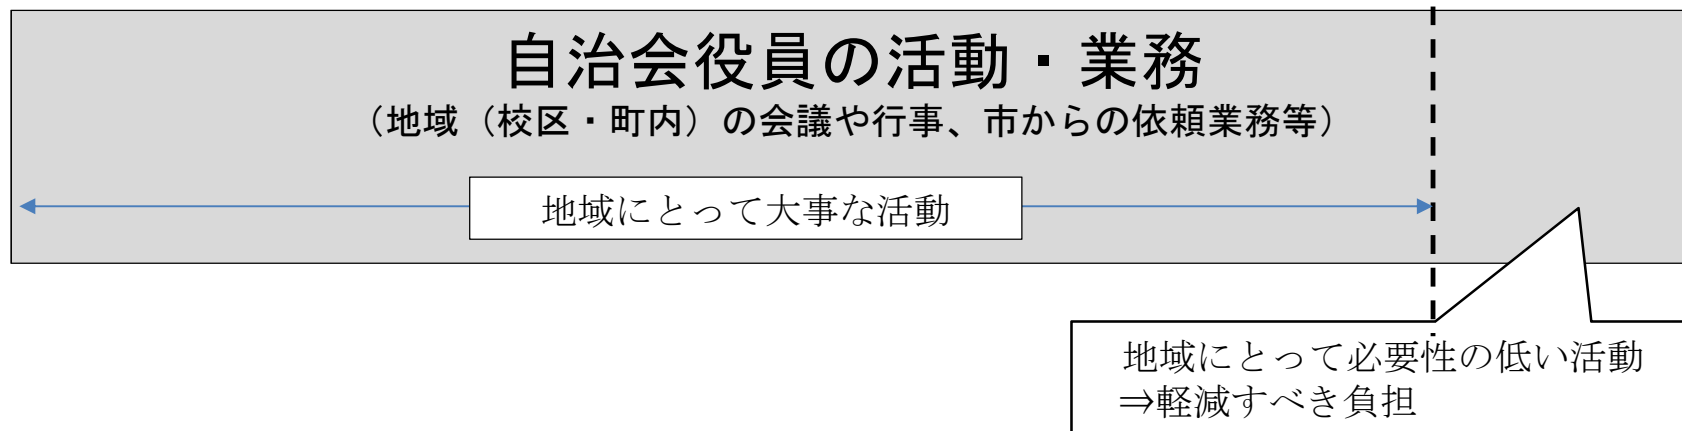 自治会役員の活動・業務
（地域（校区・町内）の会議や行事、市からの依頼業務等）
地域にとって大事な活動
地域にとって必要性の低い活動
⇒軽減すべき負担